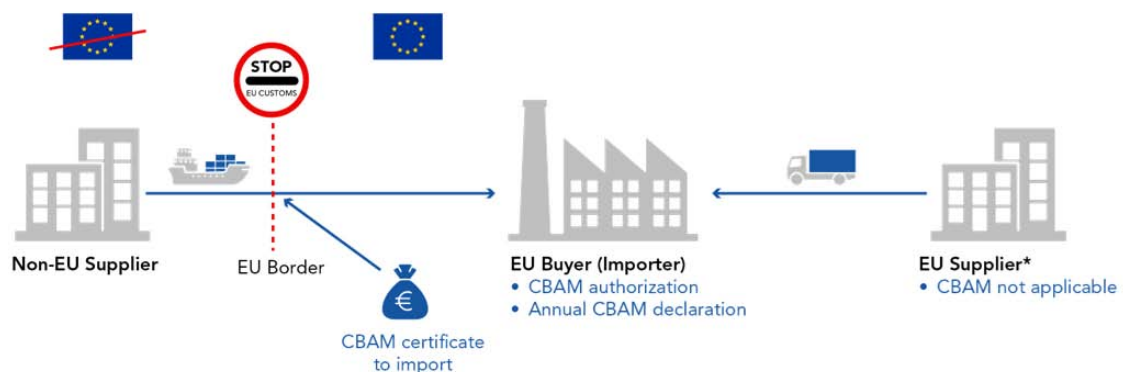 STOP
EU CUSTOMS
Non-EU Supplier
EU Border
CBAM certificate
to import
EU Buyer (Importer)
• CBAM authorization
• Annual CBAM declaration
EU Supplier*
• CBAM not applicable
€